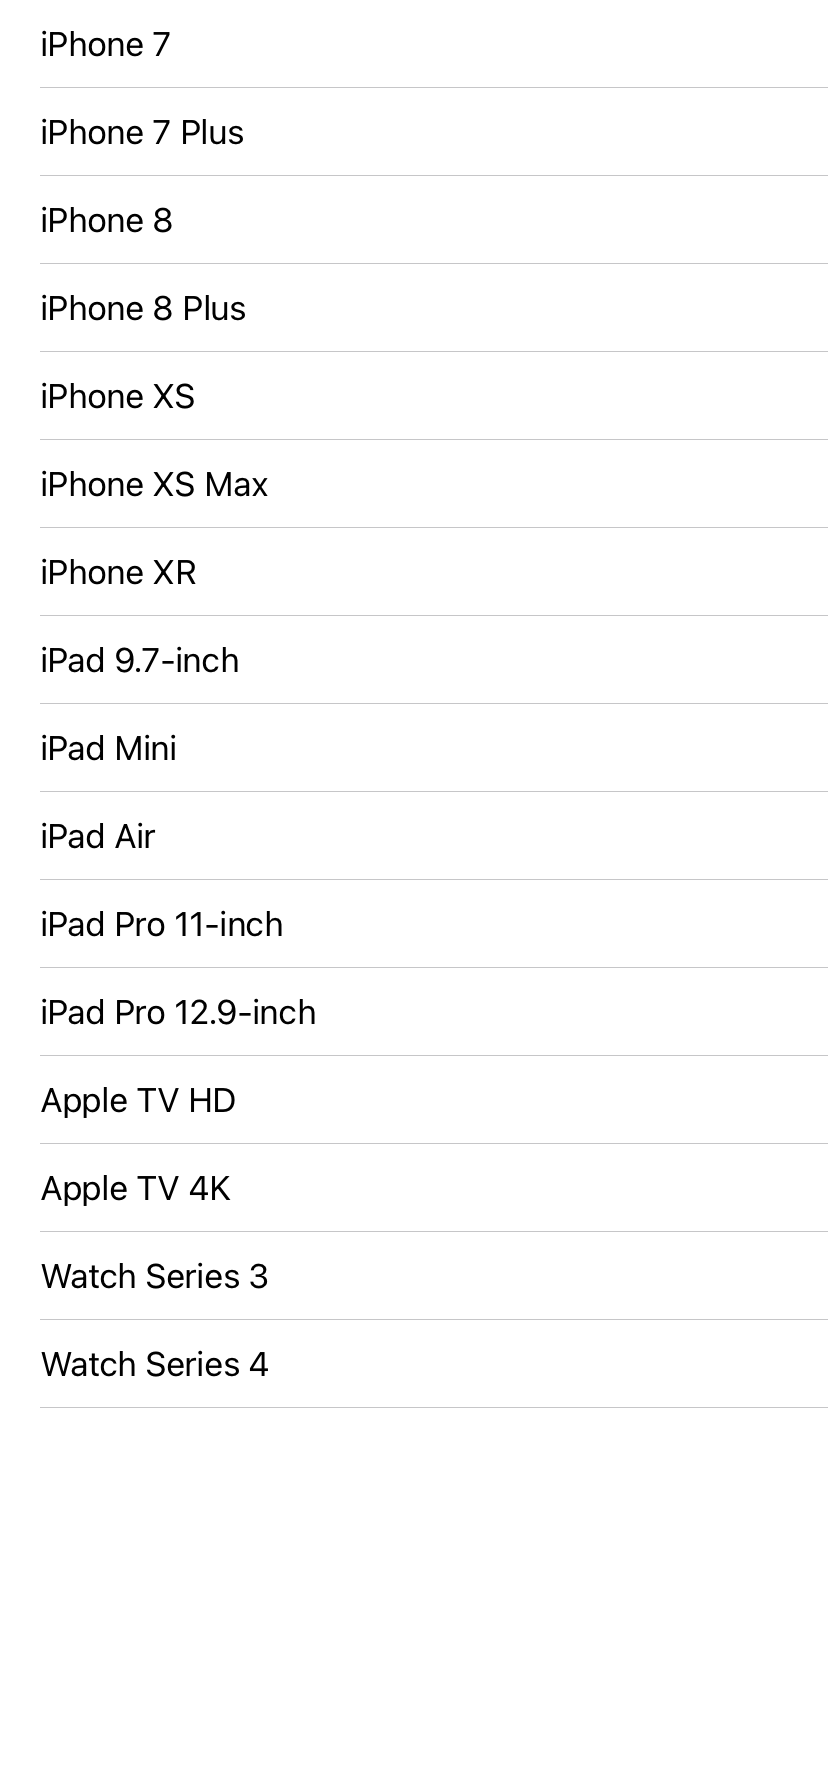 iPhone 7
iPhone 7 Plus
iPhone 8
iPhone 8 Plus
iPhone XS
iPhone XS Max
iPhone XR
iPad 9.7-inch
iPad Mini
iPad Air
iPad Pro 11-inch
iPad Pro 12.9-inch
Apple TV HD
Apple TV 4K
Watch Series 3
Watch Series 4